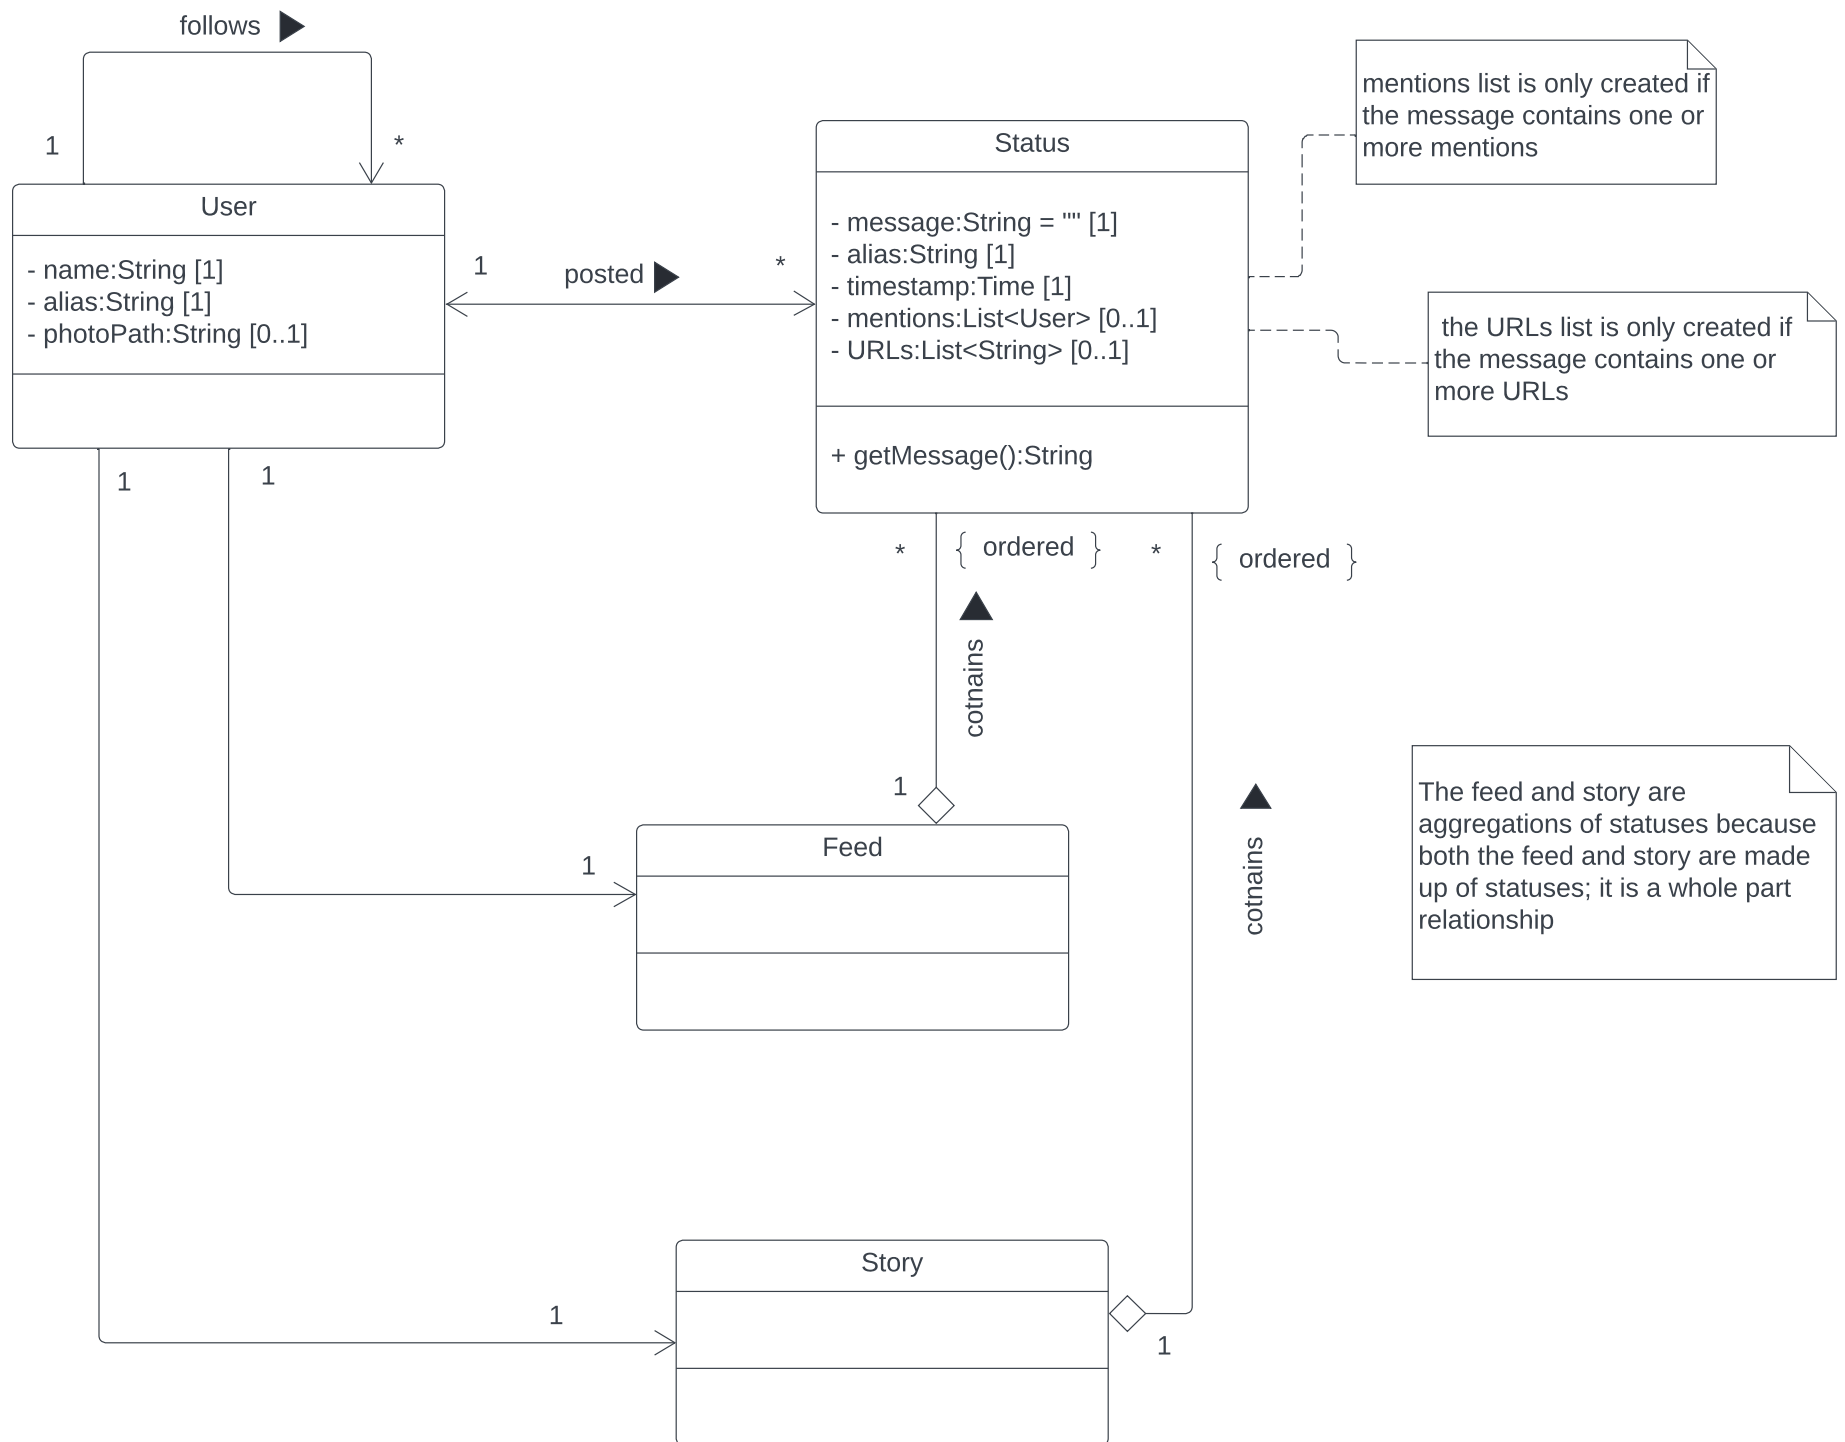 follows
1
*
User
- name:String [1]
- alias:String [1]
- photoPath:String [0..1]
1
posted
*
Status
- message:String = "" [1]
- alias:String [1]
- timestamp:Time [1]
- mentions:List<User> [0..1]
- URLs:List<String> [0..1]
+ getMessage():String
mentions list is only created if
the message contains one or
more mentions
the URLs list is only created if
the message contains one or
more URLs
1
1
*
{ ordered }
*
{ ordered }
cotnains
1
cotnains
1
Feed
The feed and story are
aggregations of statuses because
both the feed and story are made
up of statuses; it is a whole part
relationship
Story
1
1